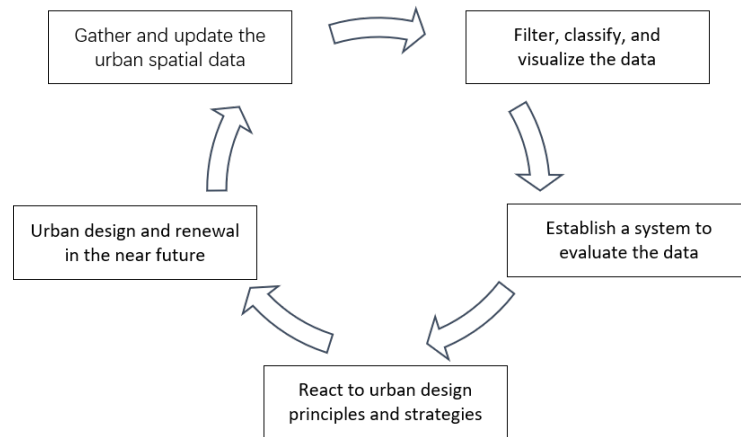 Gather and update the
urban spatial data
Filter, classify, and
visualize the data
Establish a system to
evaluate the data
React to urban design
principles and strategies
Urban design and renewal
in the near future